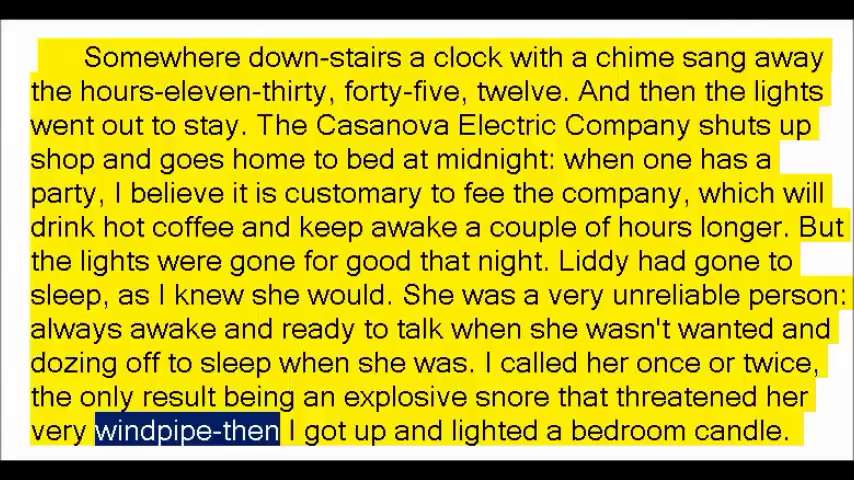 Somewhere down-stairs a clock with a chime sang away
the hours-eleven-thirty, forty-five, twelve. And then the lights
went out to stay. The Casanova Electric Company shuts up
shop and goes home to bed at midnight: when one has a
party, I believe it is customary to fee the company, which will
drink hot coffee and keep awake a couple of hours longer. But
the lights were gone for good that night. Liddy had gone to
sleep, as I knew she would. She was a very unreliable person:
always awake and ready to talk when she wasn't wanted and
dozing off to sleep when she was. I called her once or twice,
the only result being an explosive snore that threatened her
very windpipe-then I got up and lighted a bedroom candle.